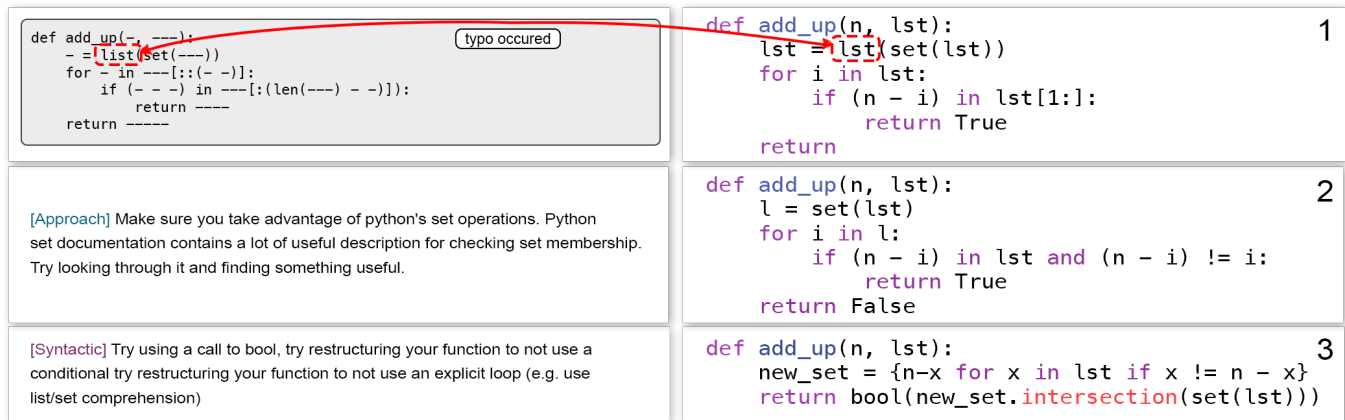 def add_up(-, ---):
- = list(set(---))
for - in ---[::(- -)]:
if (- - -) in ---[:(len(---) - -)]):
return ----
return -----
typo occured
def add_up(n, lst):
lst = lst(set(lst))
for i in lst:
if (n - i) in lst[1:]:
return True
return
1
[Approach] Make sure you take advantage of python's set operations. Python
set documentation contains a lot of useful description for checking set membership.
Try looking through it and finding something useful.
def add_up(n, lst):
l = set(lst)
for i in l:
if (n - i) in lst and (n - i) != i:
return True
return False
2
[Syntactic] Try using a call to bool, try restructuring your function to not use a
conditional try restructuring your function to not use an explicit loop (e.g. use
list/set comprehension)
def add_up(n, lst):
new_set = {n-x for x in lst if x != n - x}
return bool(new_set.intersection(set(lst)))
3